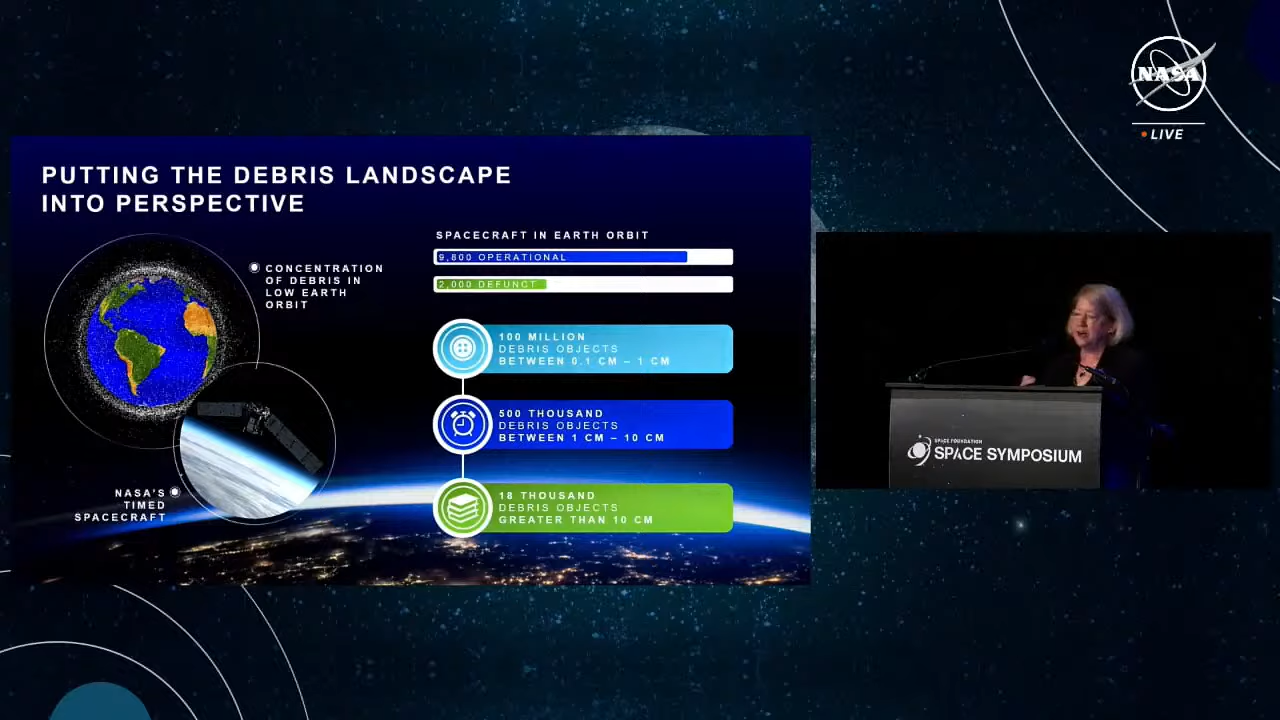 NASA
LIVE
PUTTING THE DEBRIS LANDSCAPE
INTO PERSPECTIVE
CONCENTRATION
OF DEBRIS IN
LOW EARTH
ORBIT
NASA'S
TIMED
SPACECRAFT
SPACECRAFT IN EARTH ORBIT
9,800 OPERATIONAL
2,000 DEFUNCT
100 MILLION
DEBRIS OBJECTS
BETWEEN 0.1 CM – 1 CM
500 THOUSAND
DEBRIS OBJECTS
BETWEEN 1 CM – 10 CM
18 THOUSAND
DEBRIS OBJECTS
GREATER THAN 10 CM
SPACE FOUNDATION
SPACE SYMPOSIUM